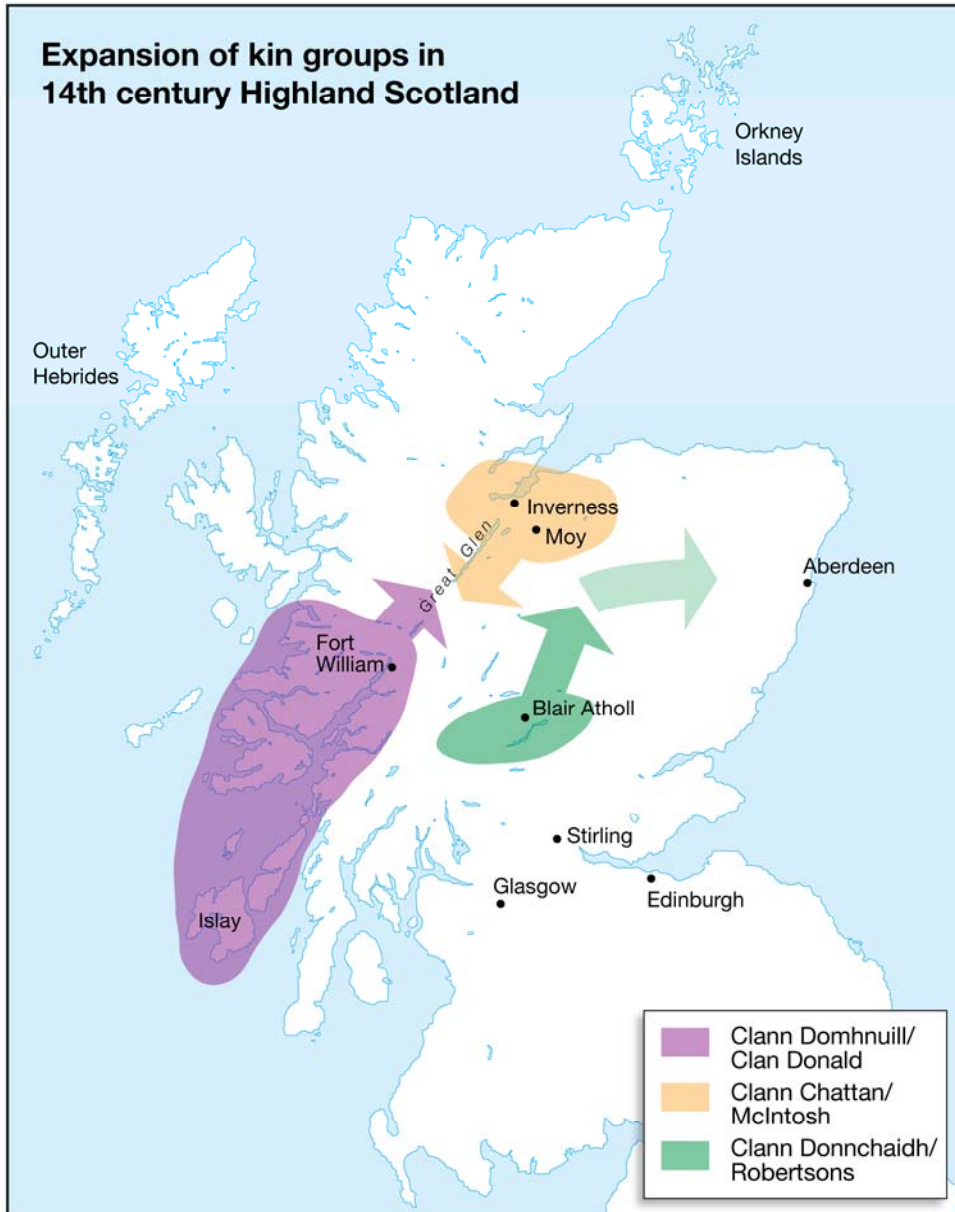 Expansion of kin groups in
14th century Highland Scotland
Orkney
Islands
Outer
Hebrides
Inverness
Moy
Great Glen
Aberdeen
Fort
William
Blair Atholl
Stirling
Glasgow
Edinburgh
Islay
Clann Domhnuill/
Clan Donald
Clann Chattan/
McIntosh
Clann Donnchaidh/
Robertsons